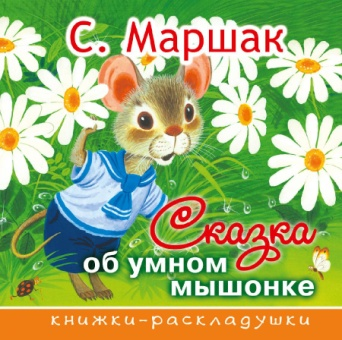 С. Маршак
Сказка
об умном
мышонке
книжки-раскладушки